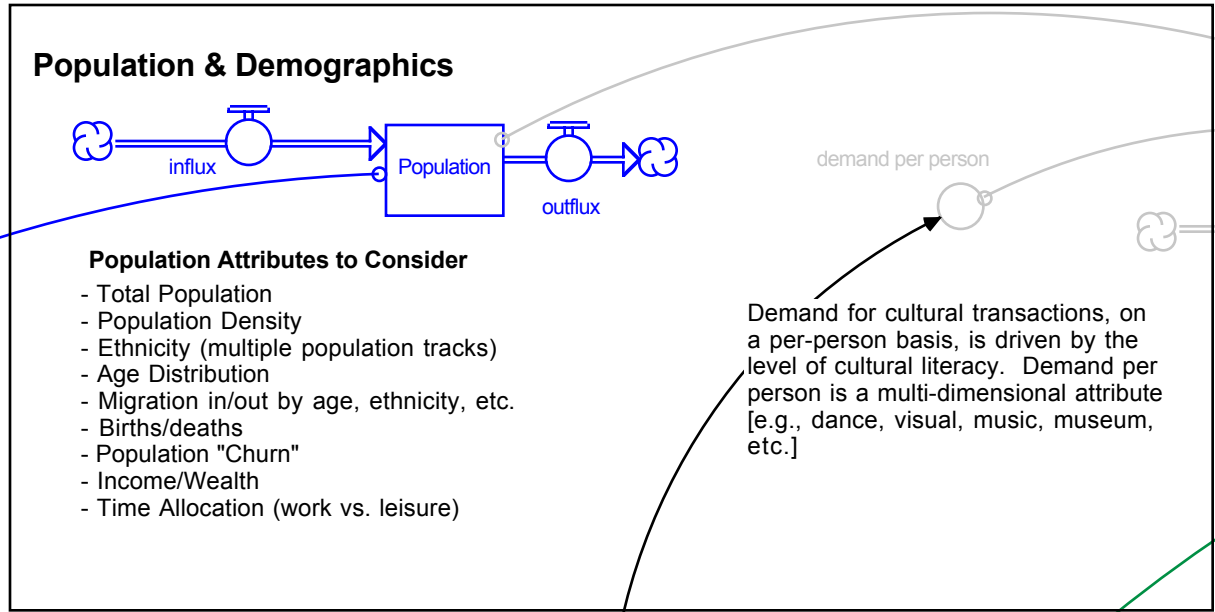 Population & Demographics
influx
Population
outflux
demand per person
Population Attributes to Consider
- Total Population
- Population Density
- Ethnicity (multiple population tracks)
- Age Distribution
- Migration in/out by age, ethnicity, etc.
- Births/deaths
- Population "Churn"
- Income/Wealth
- Time Allocation (work vs. leisure)
Demand for cultural transactions, on
a per-person basis, is driven by the
level of cultural literacy.  Demand per
person is a multi-dimensional attribute
[e.g., dance, visual, music, museum,
etc.]